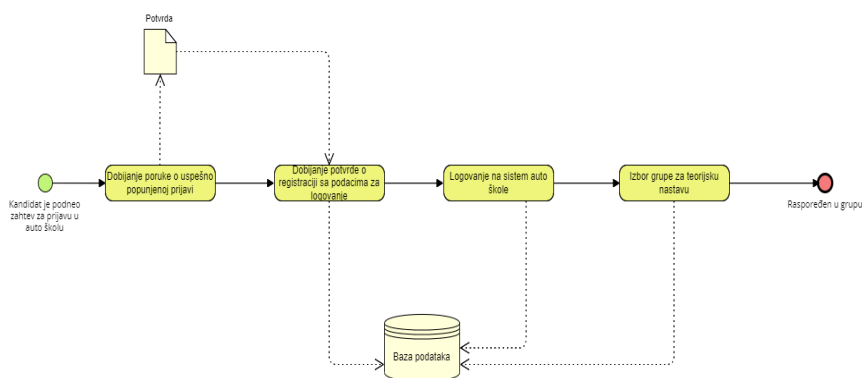 Potvrda
Dobijanje poruke o uspešno
popunjenoj prijavi
Dobijanje potvrde o
registraciji sa podacima za
logovanje
Logovanje na sistem auto
škole
Izbor grupe za teorijsku
nastavu
Kandidat je podneo
zahtev za prijavu u
auto školu
Raspoređen u grupu
Baza podataka